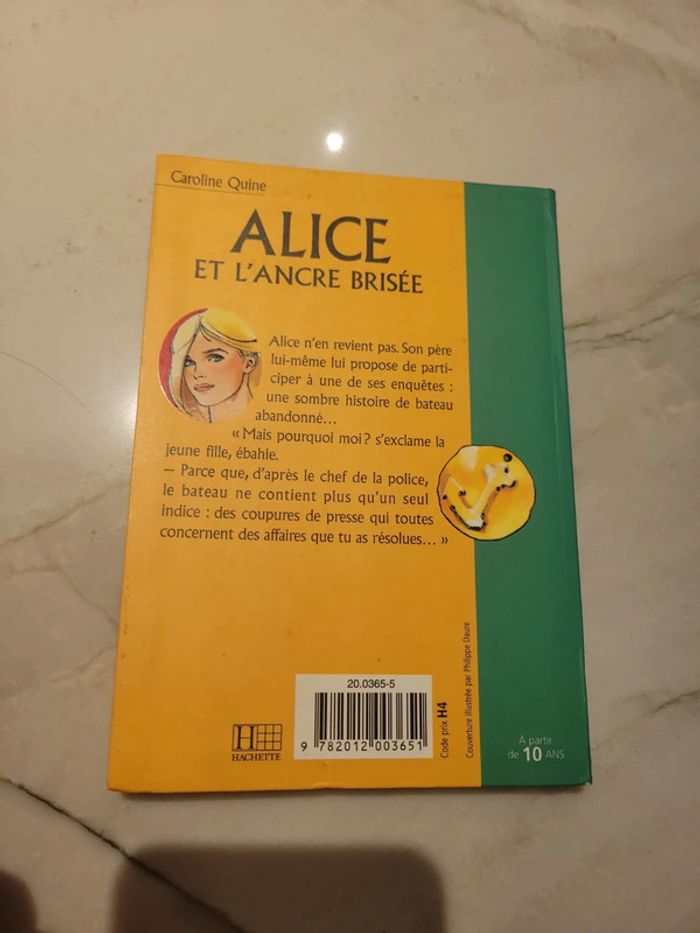 Caroline Quine
ALICE
ET L'ANCRE BRISÉE
Alice n'en revient pas. Son père
lui-même lui propose de parti-
ciper à une de ses enquêtes :
une sombre histoire de bateau
abandonné...
« Mais pourquoi moi ? s'exclame la
jeune fille, ébahie.
— Parce que, d'après le chef de la police,
le bateau ne contient plus qu'un seul
indice : des coupures de presse qui toutes
concernent des affaires que tu as résolues... »
20.0365-5
9 782012 003651
H
HACHETTE
Code prix H4
Couverture illustrée par Philippe Daure
À partir
de 10 ANS